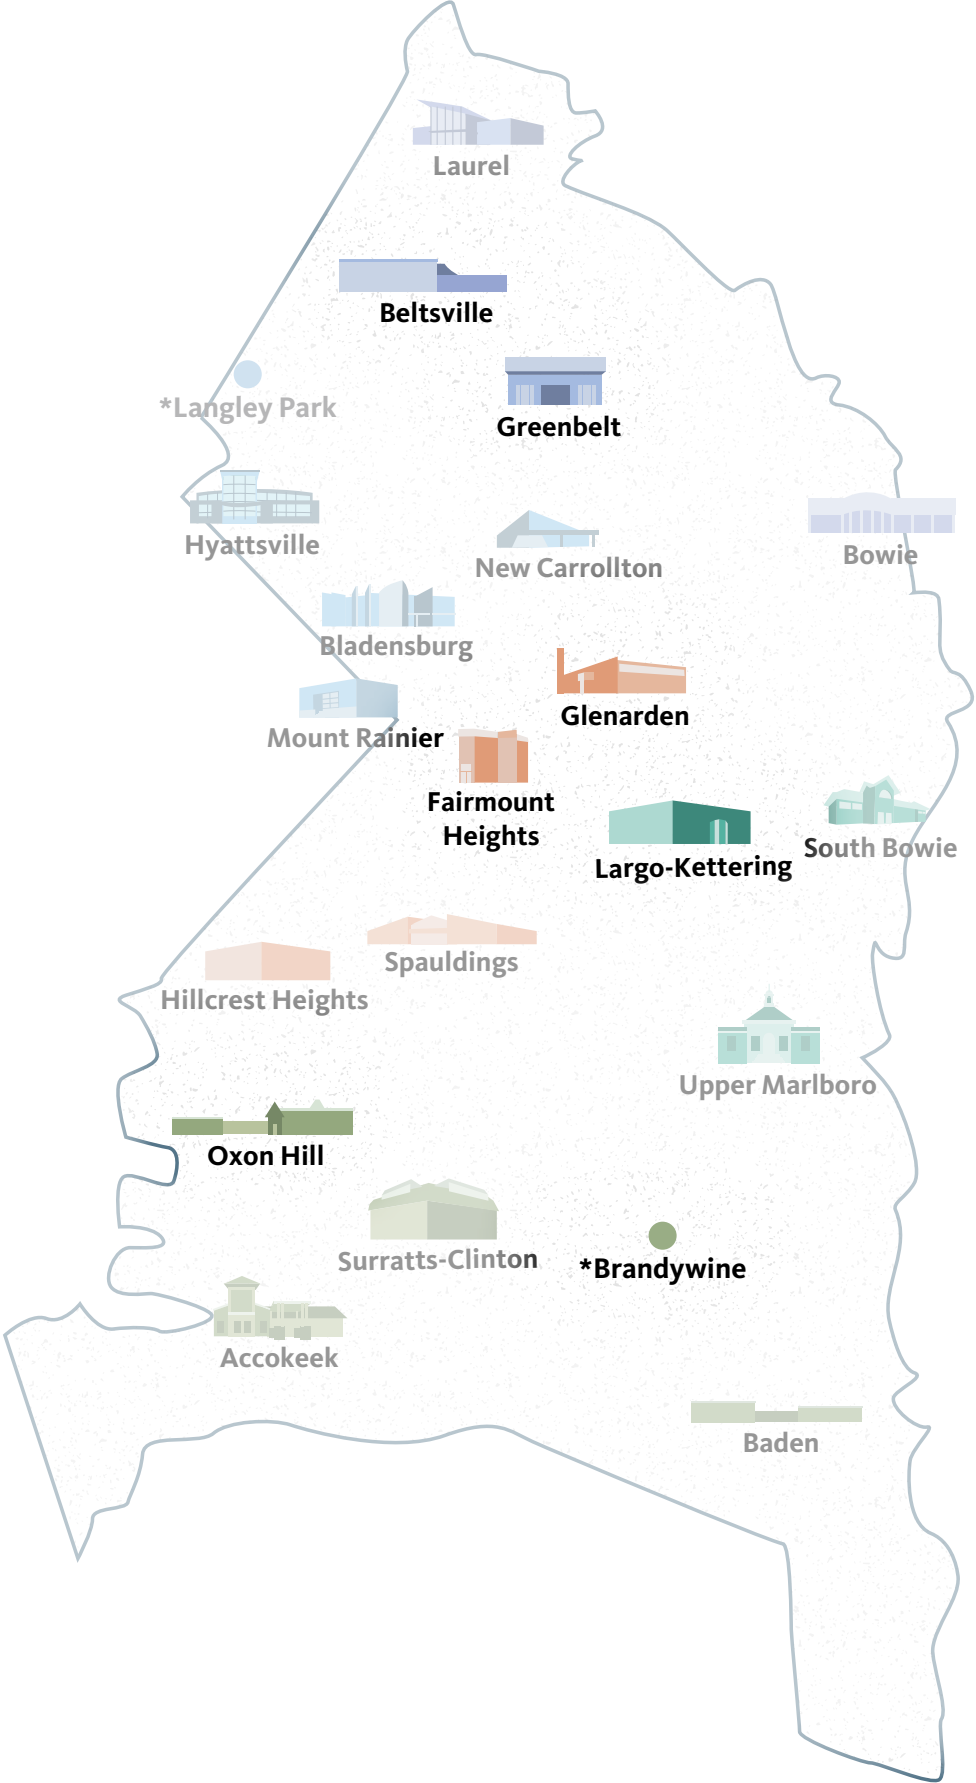 Laurel
Beltsville
*Langley Park
Greenbelt
Hyattsville
Bowie
New Carrollton
Bladensburg
Glenarden
Mount Rainier
Fairmount
Heights
South Bowie
Largo-Kettering
Spauldings
Hillcrest Heights
Upper Marlboro
Oxon Hill
Surratts-Clinton
*Brandywine
Accokeek
Baden